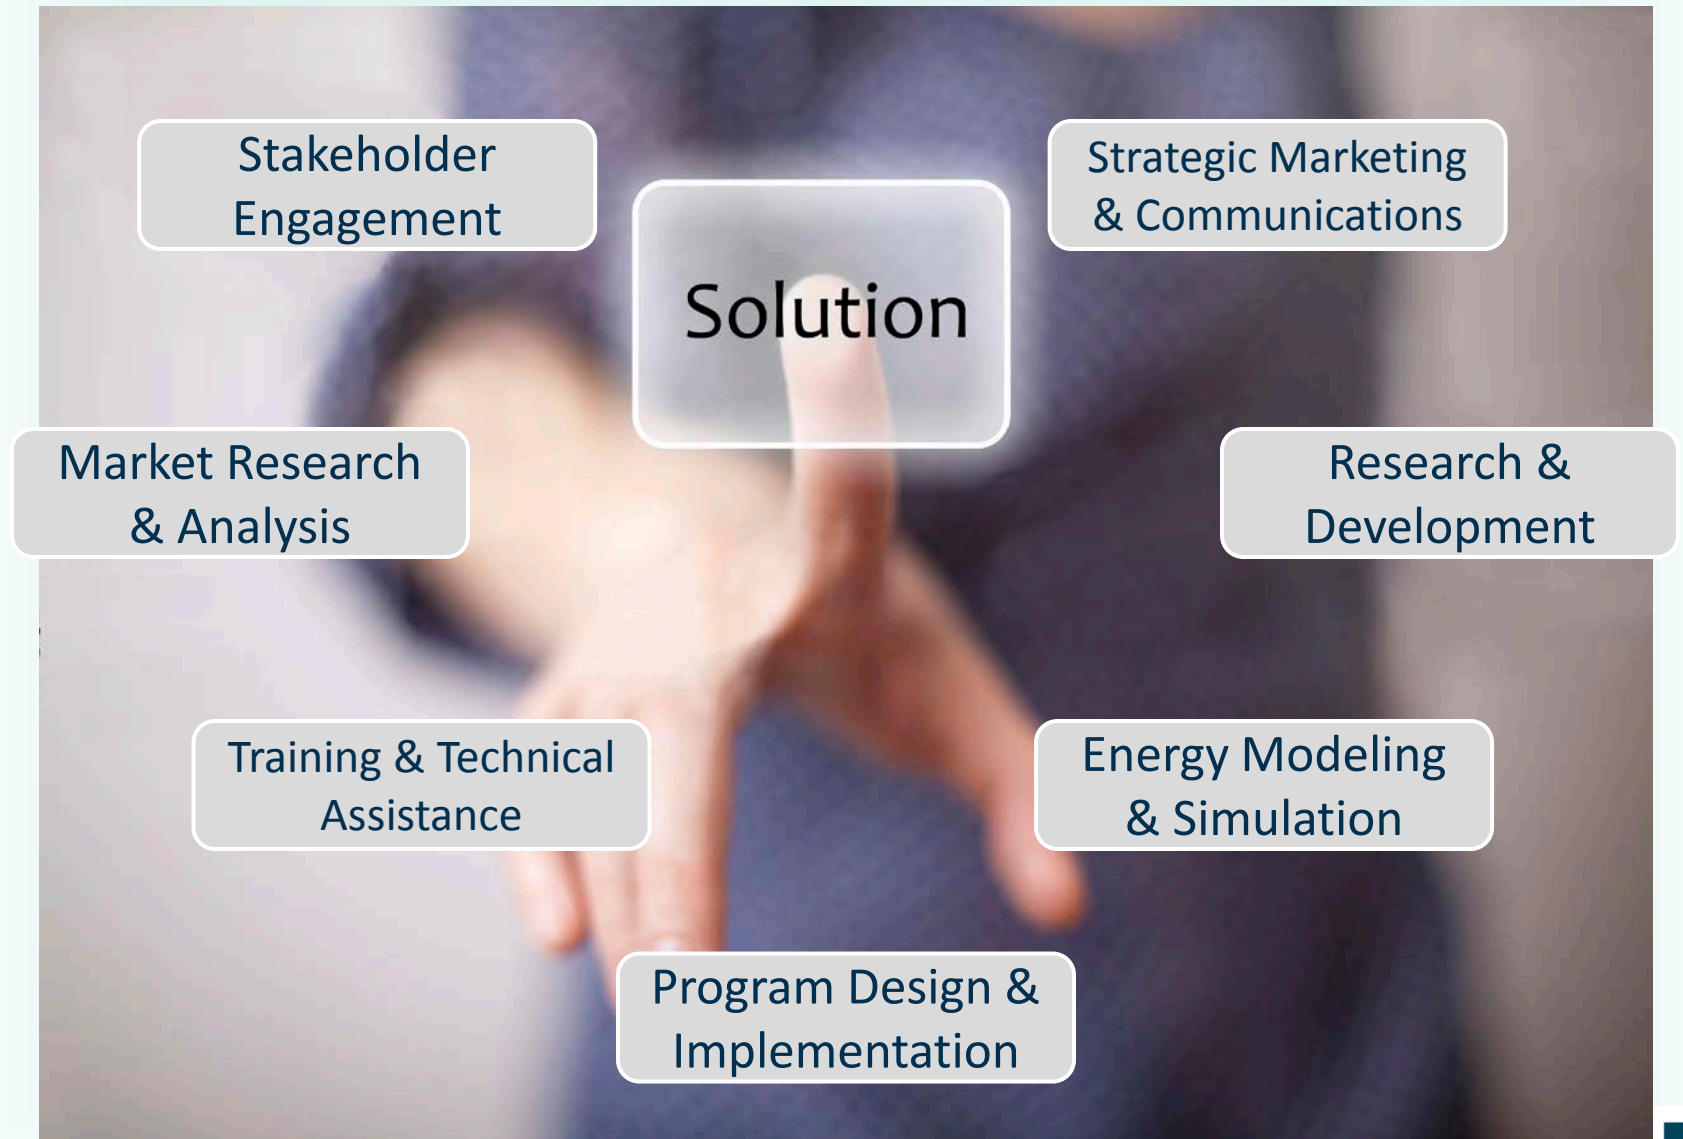 Stakeholder
Engagement
Strategic Marketing
& Communications
Solution
Market Research
& Analysis
Research &
Development
Training & Technical
Assistance
Energy Modeling
& Simulation
Program Design &
Implementation